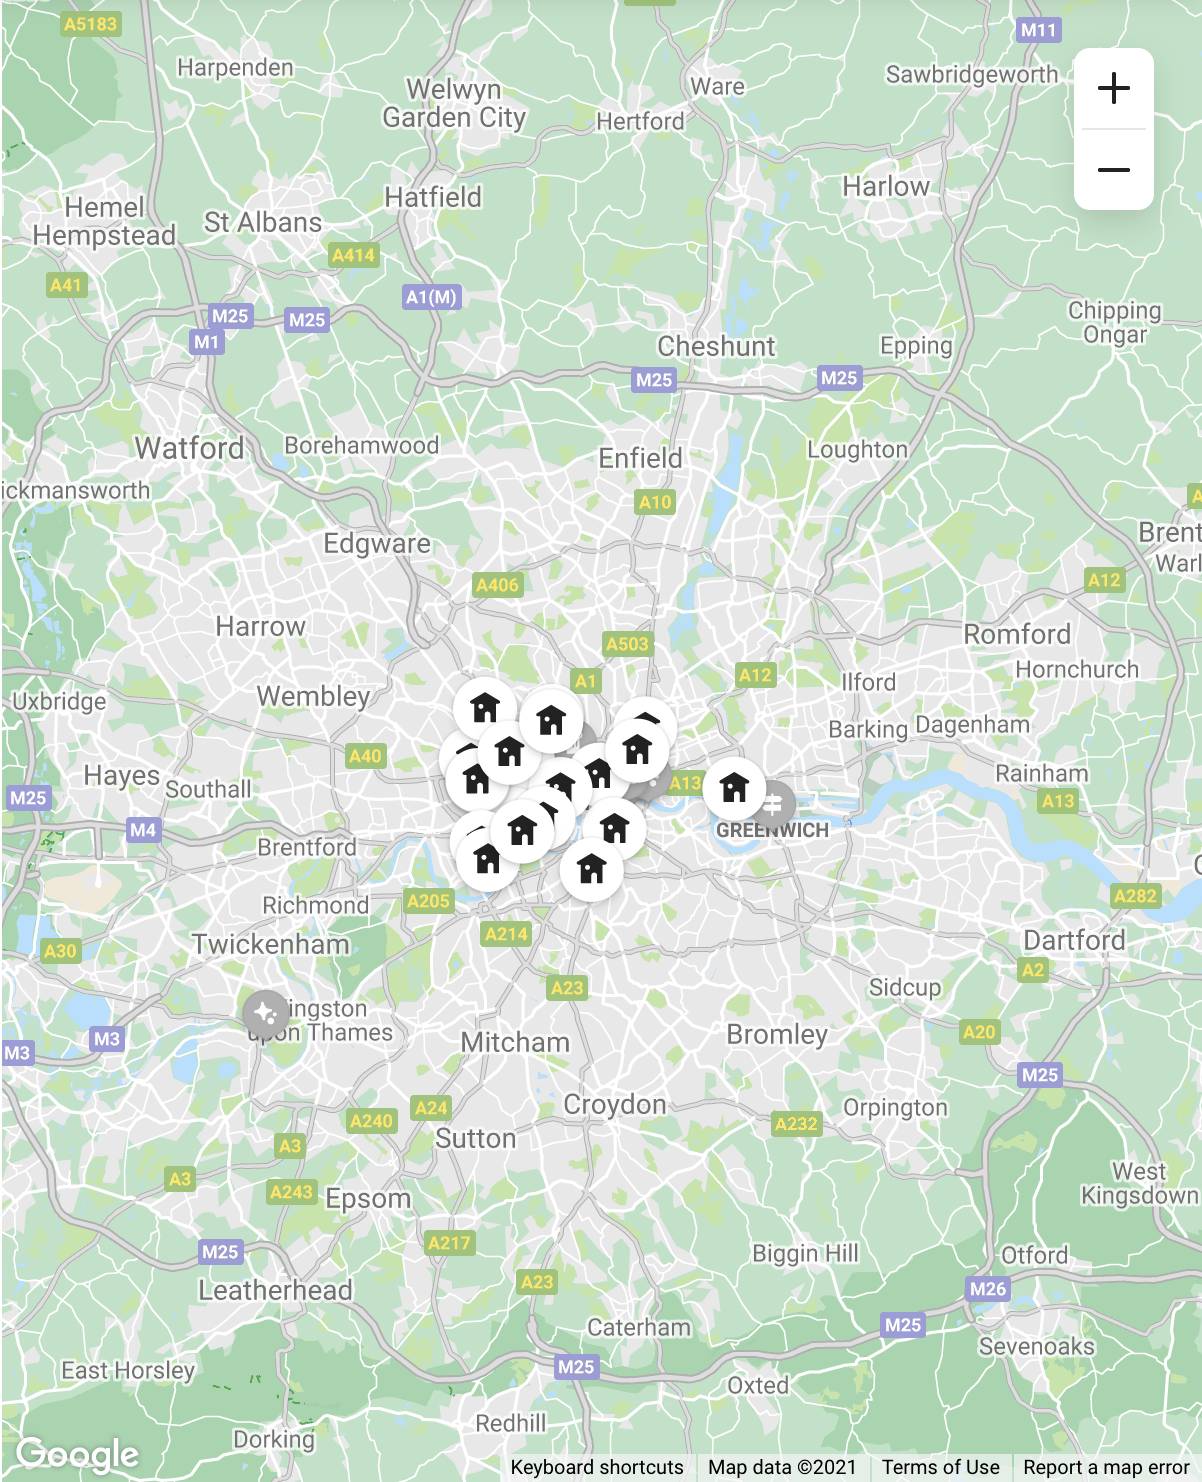 A5183
M11
Harpenden
Sawbridgeworth
Welwyn
Garden City
Ware
Hertford
Harlow
Hatfield
Hemel
Hempstead
St Albans
A414
A41
A1(M)
M25
M25
M1
Chipping
Ongar
Cheshunt
Epping
M25
M25
Watford
Borehamwood
Enfield
Loughton
ickmansworth
A10
A
Edgware
Brent
Warl
A406
A12
Harrow
A503
Romford
Hornchurch
A1
A12
Ilford
Uxbridge
Wembley
Barking
Dagenham
A40
Hayes
Southall
A13
Rainham
M25
A13
M4
GREENWICH
Brentford
A205
A282
Richmond
A214
Twickenham
A30
Dartford
A2
A23
Sidcup
ingston
upon Thames
M3
M3
Mitcham
Bromley
A20
M25
A24
Croydon
Orpington
A240
A232
Sutton
A3
A3
A243
Epsom
West
Kingsdown
A217
M25
Biggin Hill
Otford
Leatherhead
A23
M26
Caterham
M25
Sevenoaks
East Horsley
M25
Oxted
Redhill
Dorking
Google
Keyboard shortcuts
Map data ©2021
Terms of Use
Report a map error